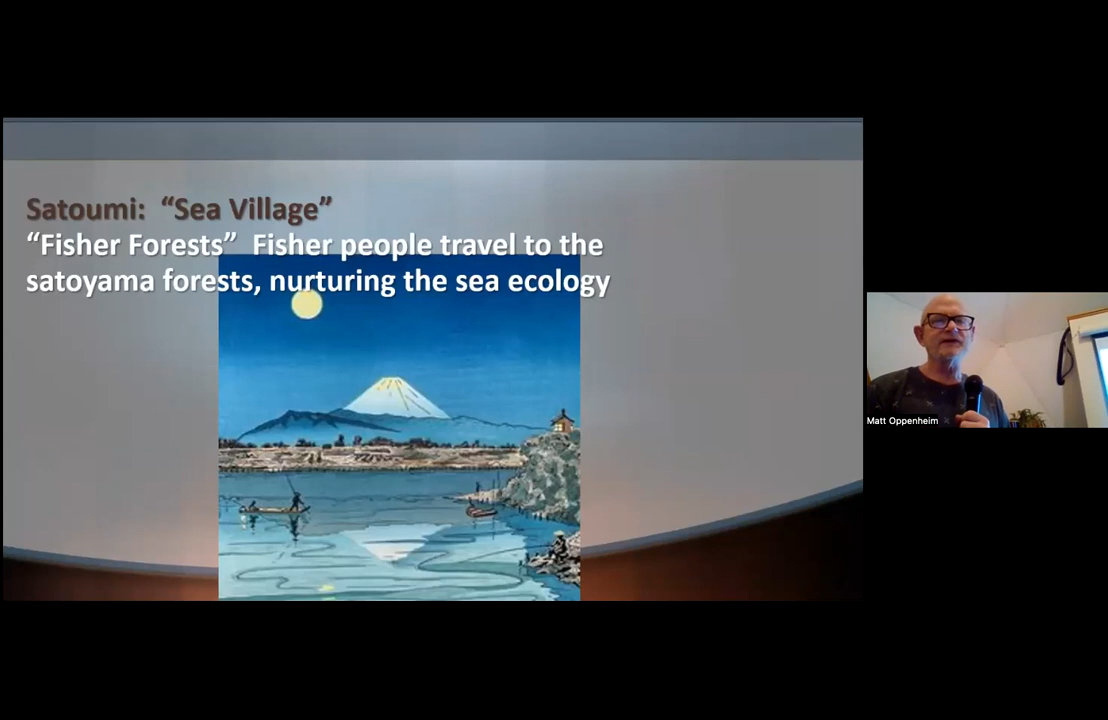 Satoumi:  “Sea Village”
“Fisher Forests”  Fisher people travel to the
satoyama forests, nurturing the sea ecology
Matt Oppenheim